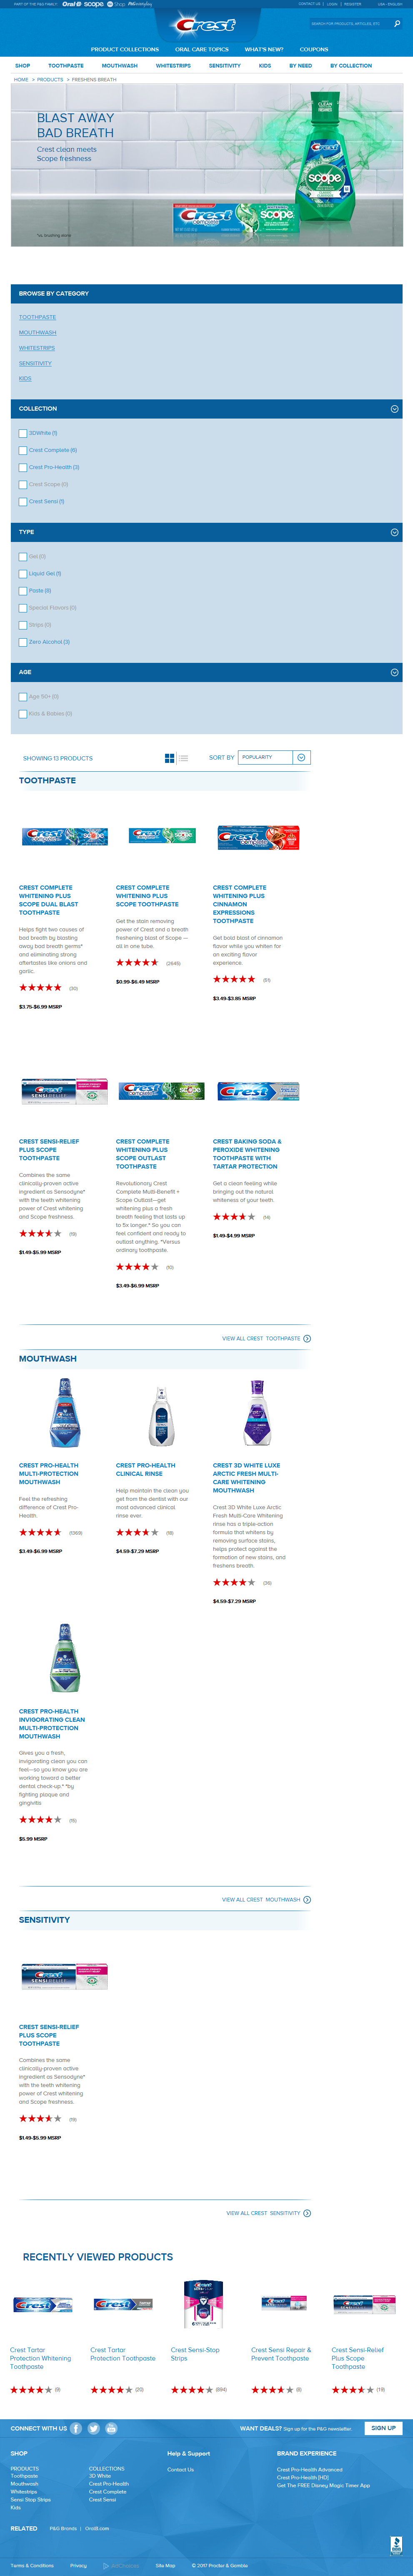 PART OF THE P&G FAMILY
Oral B
scope
Shop
CONTACT US | LOGIN | REGISTER
USA - ENGLISH
Crest
SEARCH FOR PRODUCTS, ARTICLES, ETC
PRODUCT COLLECTIONS ORAL CARE TOPICS WHAT'S NEW? COUPONS
SHOP TOOTHPASTE MOUTHWASH WHITESTRIPS SENSITIVITY KIDS BY NEED BY COLLECTION
HOME > PRODUCTS > FRESHENS BREATH
BLAST AWAY
BAD BREATH
Crest clean meets
Scope freshness
*vs. brushing alone
BROWSE BY CATEGORY
TOOTHPASTE
MOUTHWASH
WHITESTRIPS
SENSITIVITY
KIDS
COLLECTION
3DWhite (1)
Crest Complete (6)
Crest Pro-Health (3)
Crest Scope (0)
Crest Sensi (1)
TYPE
Gel (0)
Liquid Gel (1)
Paste (8)
Special Flavors (0)
Strips (0)
Zero Alcohol (3)
AGE
Age 50+ (0)
Kids & Babies (0)
SHOWING 13 PRODUCTS
SORT BY POPULARITY
TOOTHPASTE
CREST COMPLETE
WHITENING PLUS
SCOPE DUAL BLAST
TOOTHPASTE
Helps fight two causes of
bad breath by boosting
away bad breath germs*
and eliminating strong
aftertastes like onions and
garlic.
(30)
$3.75-$6.99 MSRP
CREST COMPLETE
WHITENING PLUS
SCOPE TOOTHPASTE
Get the stain removing
power of Crest and a breath
freshening blast of Scope —
all in one tube.
(2646)
$0.99-$6.49 MSRP
CREST COMPLETE
WHITENING PLUS
CINNAMON
EXPRESSIONS
TOOTHPASTE
Get bold blast of cinnamon
flavor while you whiten for
an exciting flavor
experience.
(51)
$3.49-$3.85 MSRP
CREST SENSI-RELIEF
PLUS SCOPE
TOOTHPASTE
Combines the same
clinically-proven active
ingredient as Sensodyne*
with the teeth whitening
power of Crest whitening
and Scope freshness.
(19)
$1.49-$5.99 MSRP
CREST COMPLETE
WHITENING PLUS
SCOPE OUTLAST
TOOTHPASTE
Revolutionary Crest
Complete Multi-Benefit +
Scope Outlast—get
whitening plus a fresh
breath feeling that lasts up
to 5x longer.* So you can
feel confident and ready to
outlast anything. *Versus
ordinary toothpaste.
(10)
$3.49-$6.99 MSRP
CREST BAKING SODA &
PEROXIDE WHITENING
TOOTHPASTE WITH
TARTAR PROTECTION
Get a clean feeling while
bringing out the natural
whiteness of your teeth
(14)
$1.49-$4.99 MSRP
VIEW ALL CREST TOOTHPASTE
MOUTHWASH
CREST PRO-HEALTH
MULTI-PROTECTION
MOUTHWASH
Feel the refreshing
difference of Crest Pro-
Health.
(1369)
$3.49-$6.99 MSRP
CREST PRO-HEALTH
CLINICAL RINSE
Help maintain the clean you
get from the dentist with our
most advanced clinical
rinse ever.
(18)
$4.59-$7.29 MSRP
CREST 3D WHITE LUXE
ARCTIC FRESH MULTI-
CARE WHITENING
MOUTHWASH
Crest 3D White Luxe Arctic
Fresh Multi-Care Whitening
rinse has a triple-action
formula that whitens by
removing surface stains,
helps protect against the
formation of new stains, and
freshens breath.
(35)
$4.59-$7.29 MSRP
CREST PRO-HEALTH
INVIGORATING CLEAN
MULTI-PROTECTION
MOUTHWASH
Gives you a fresh,
invigorating clean you can
feel—so you know you are
working toward a better
dental check-up.* *by
fighting plaque and
gingivitis
(15)
$5.99 MSRP
VIEW ALL CREST MOUTHWASH
SENSITIVITY
CREST SENSI-RELIEF
PLUS SCOPE
TOOTHPASTE
Combines the same
clinically-proven active
ingredient as Sensodyne*
with the teeth whitening
power of Crest whitening
and Scope freshness.
(19)
$1.49-$5.99 MSRP
VIEW ALL CREST SENSITIVITY
RECENTLY VIEWED PRODUCTS
Crest Tartar
Protection Whitening
Toothpaste
(9)
Crest Tartar
Protection Toothpaste
(23)
Crest Sensi-Stop
Strips
(894)
Crest Sensi Repair &
Prevent Toothpaste
(8)
Crest Sensi-Relief
Plus Scope
Toothpaste
(19)
CONNECT WITH US
WANT DEALS? Sign up for the P&G newsletter. SIGN UP
SHOP
PRODUCTS
Toothpaste
Mouthwash
Whitestrips
Sensi Stop Strips
Kids
COLLECTIONS
3D White
Crest Pro-Health
Crest Complete
Crest Sensi
Help & Support
Contact Us
BRAND EXPERIENCE
Crest Pro-Health Advanced
Crest Pro-Health [HD]
Get The FREE Disney Magic Timer App
RELATED P&G Brands | OralB.com
Terms & Conditions Privacy AdChoices Site Map © 2017 Procter & Gamble